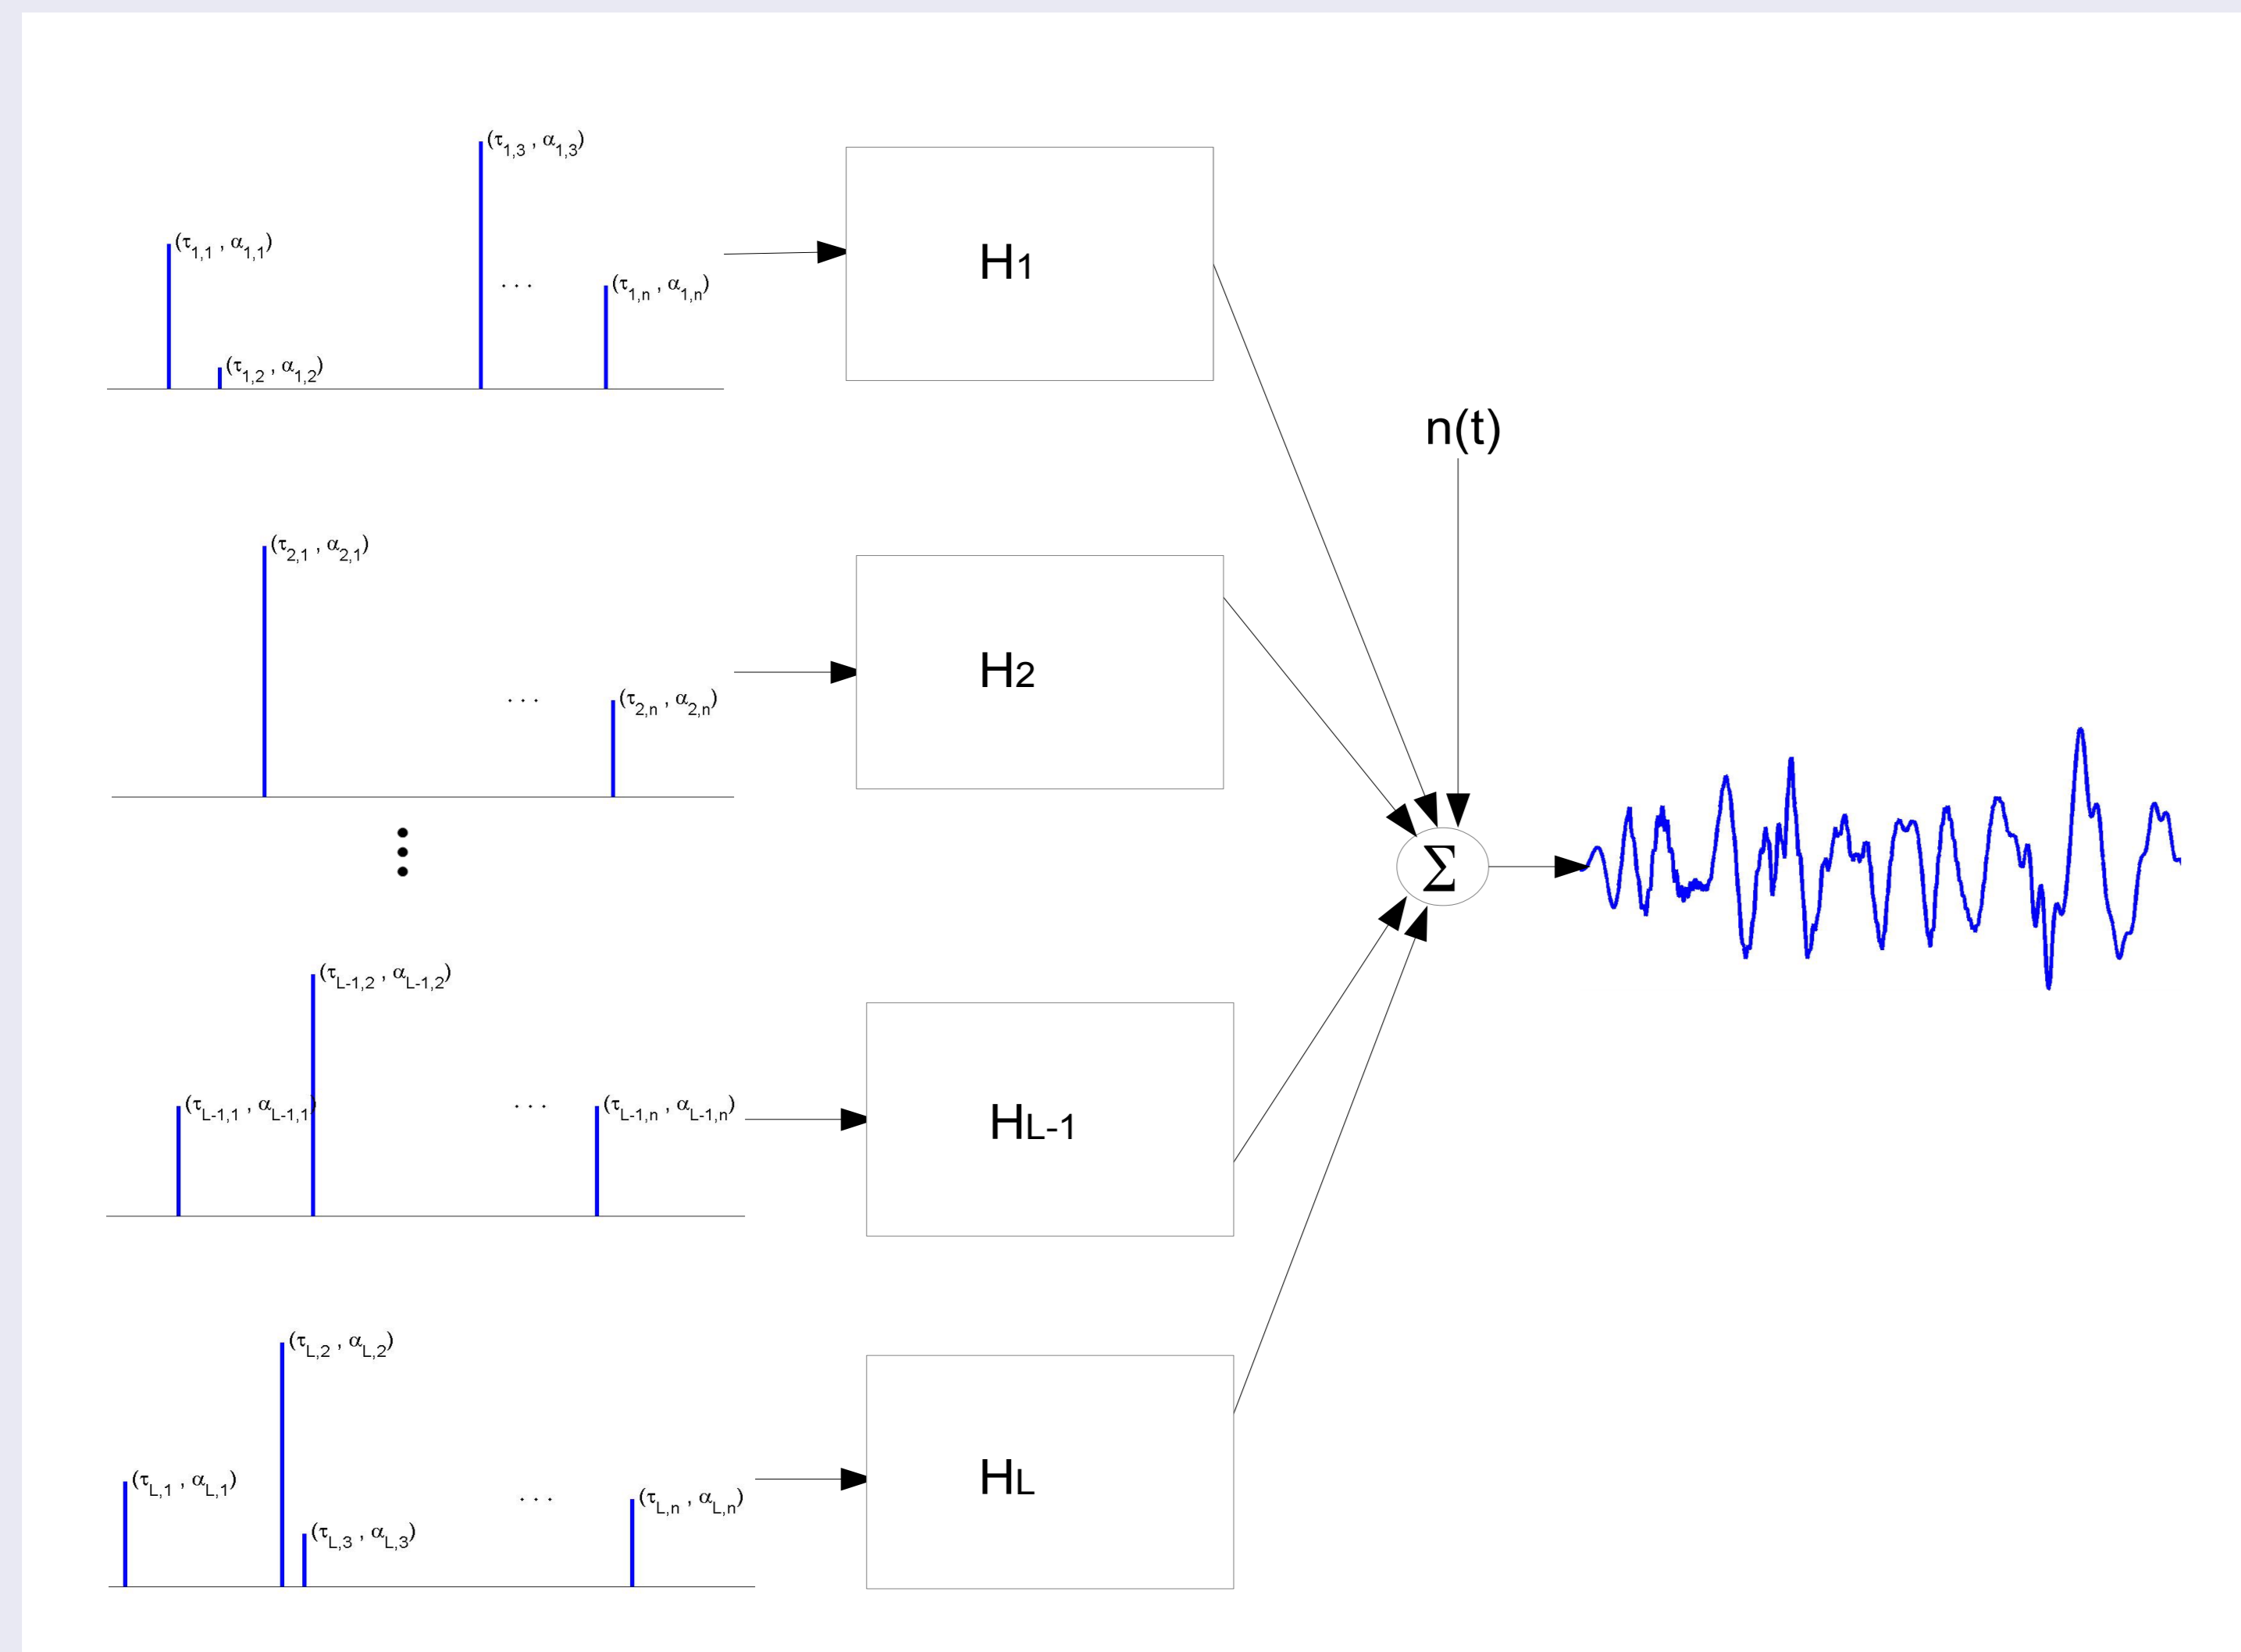 (τ1,3 , α1,3)
(τ1,1 , α1,1)
. . .
(τ1,n , α1,n)
(τ1,2 , α1,2)
H1
n(t)
(τ2,1 , α2,1)
. . .
(τ2,n , α2,n)
H2
Σ
(τL-1,2 , αL-1,2)
(τL-1,1 , αL-1,1)
. . .
(τL-1,n , αL-1,n)
HL-1
(τL,2 , αL,2)
(τL,1 , αL,1)
. . .
(τL,n , αL,n)
(τL,3 , αL,3)
HL